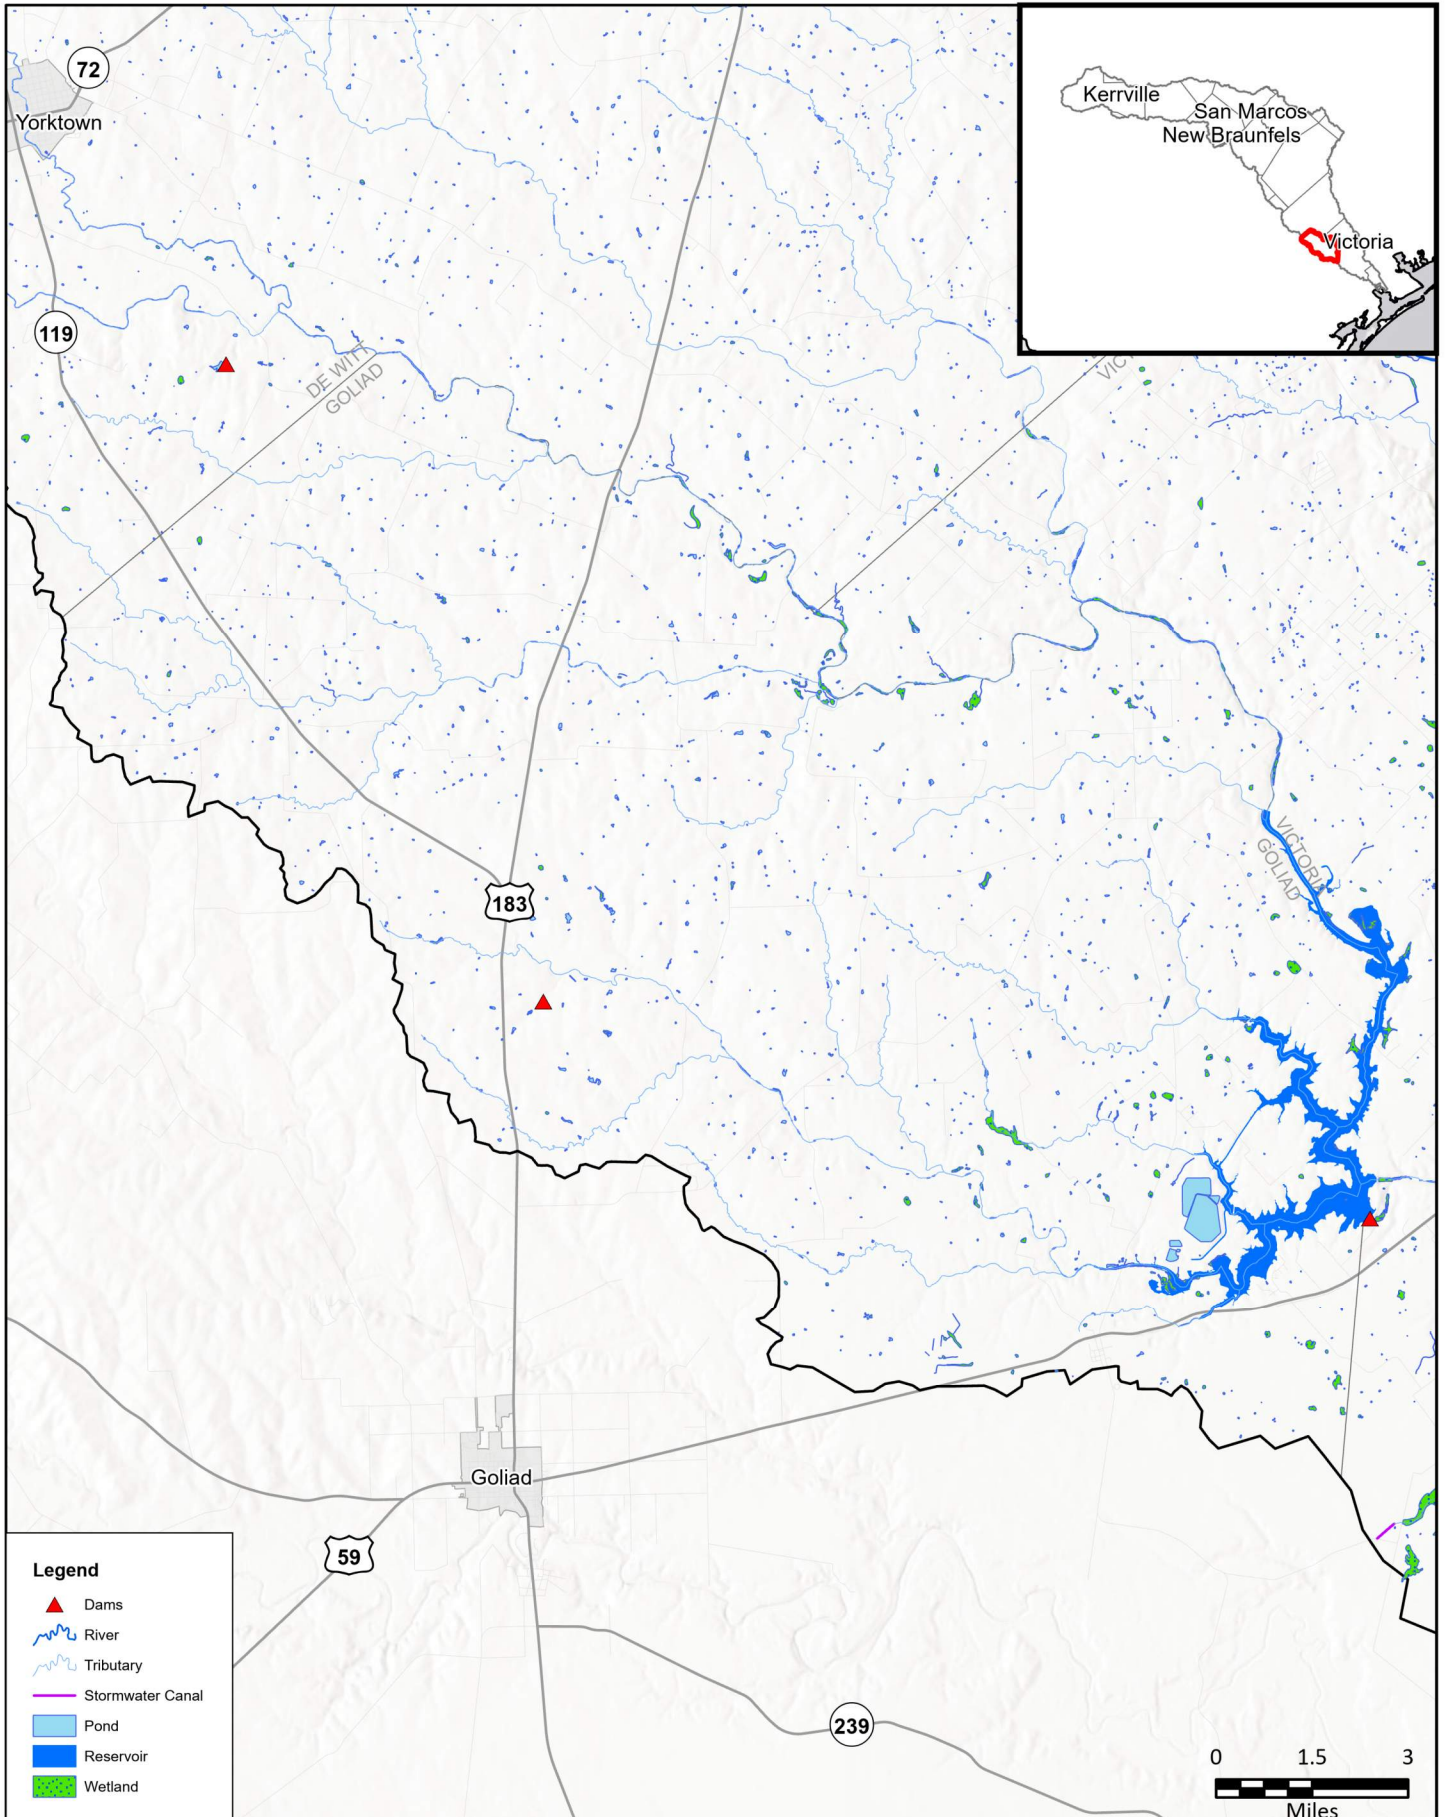 72
Yorktown
Kerrville
San Marcos
New Braunfels
Victoria
119
DE WITT
GOLIAD
VIC
VICTORIA
GOLIAD
183
Goliad
59
239
Legend
Dams
River
Tributary
Stormwater Canal
Pond
Reservoir
Wetland
0 1.5 3
Miles